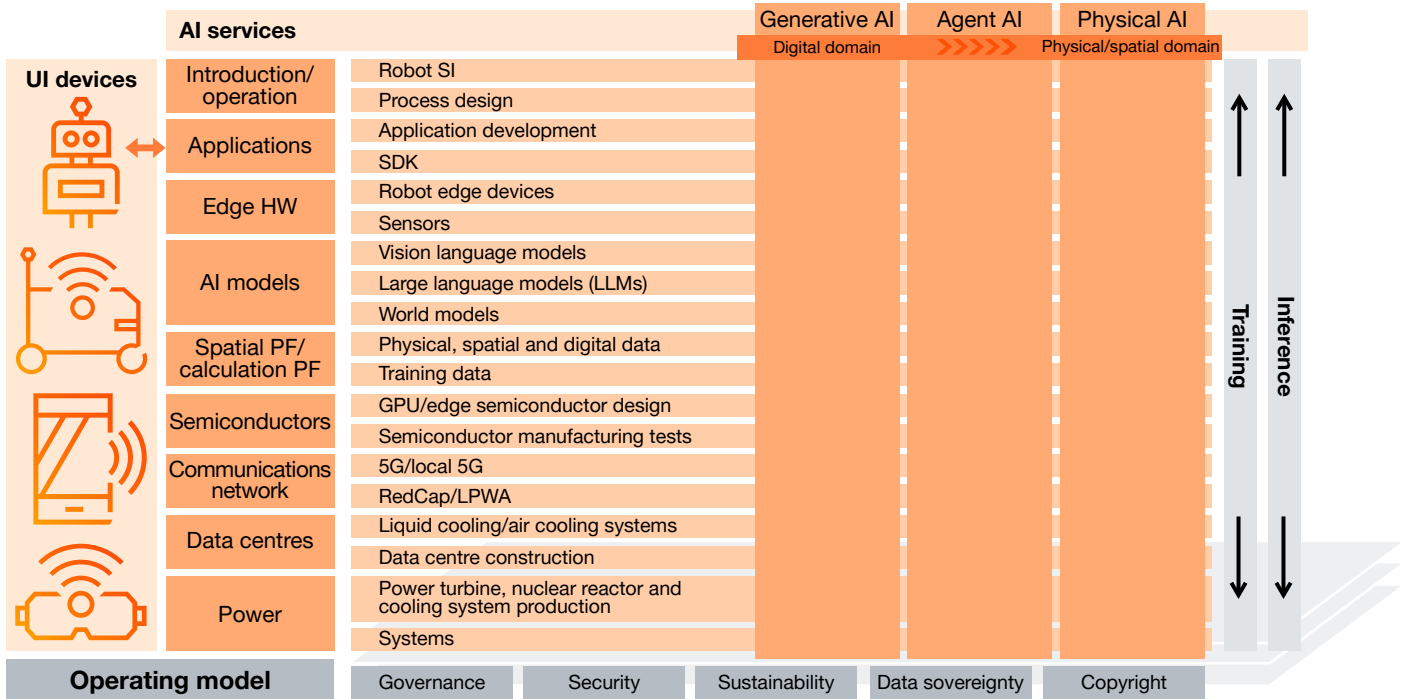 AI services
Generative AI
Agent AI
Physical AI
Digital domain
Physical/spatial domain
UI devices
Introduction/
operation
Robot SI
Process design
Applications
Application development
SDK
Edge HW
Robot edge devices
Sensors
AI models
Vision language models
Large language models (LLMs)
World models
Spatial PF/
calculation PF
Physical, spatial and digital data
Training data
Semiconductors
GPU/edge semiconductor design
Semiconductor manufacturing tests
Communications
network
5G/local 5G
RedCap/LPWA
Data centres
Liquid cooling/air cooling systems
Data centre construction
Power
Power turbine, nuclear reactor and
cooling system production
Systems
Training
Inference
Operating model
Governance
Security
Sustainability
Data sovereignty
Copyright